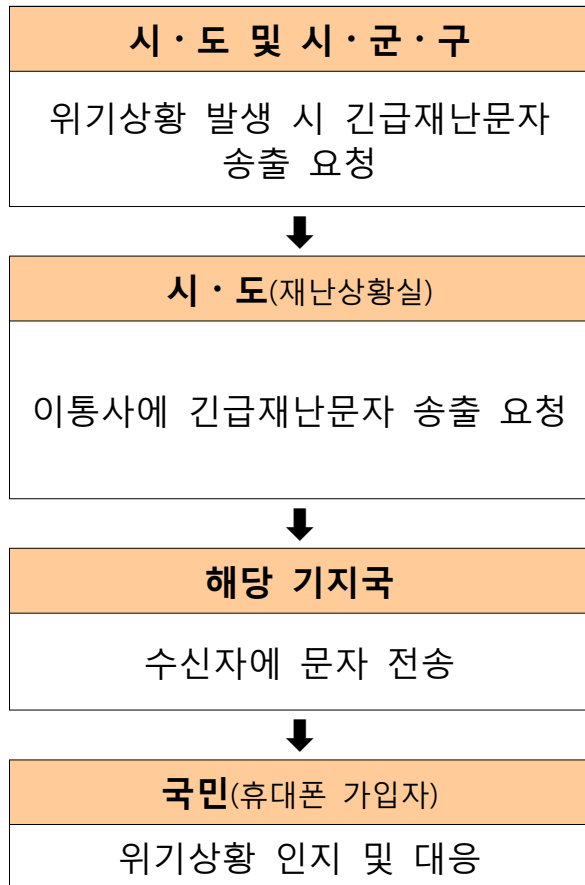 시·도 및 시·군·구
위기상황 발생 시 긴급재난문자
송출 요청
시·도(재난상황실)
이통사에 긴급재난문자 송출 요청
해당 기지국
수신자에 문자 전송
국민(휴대폰 가입자)
위기상황 인지 및 대응